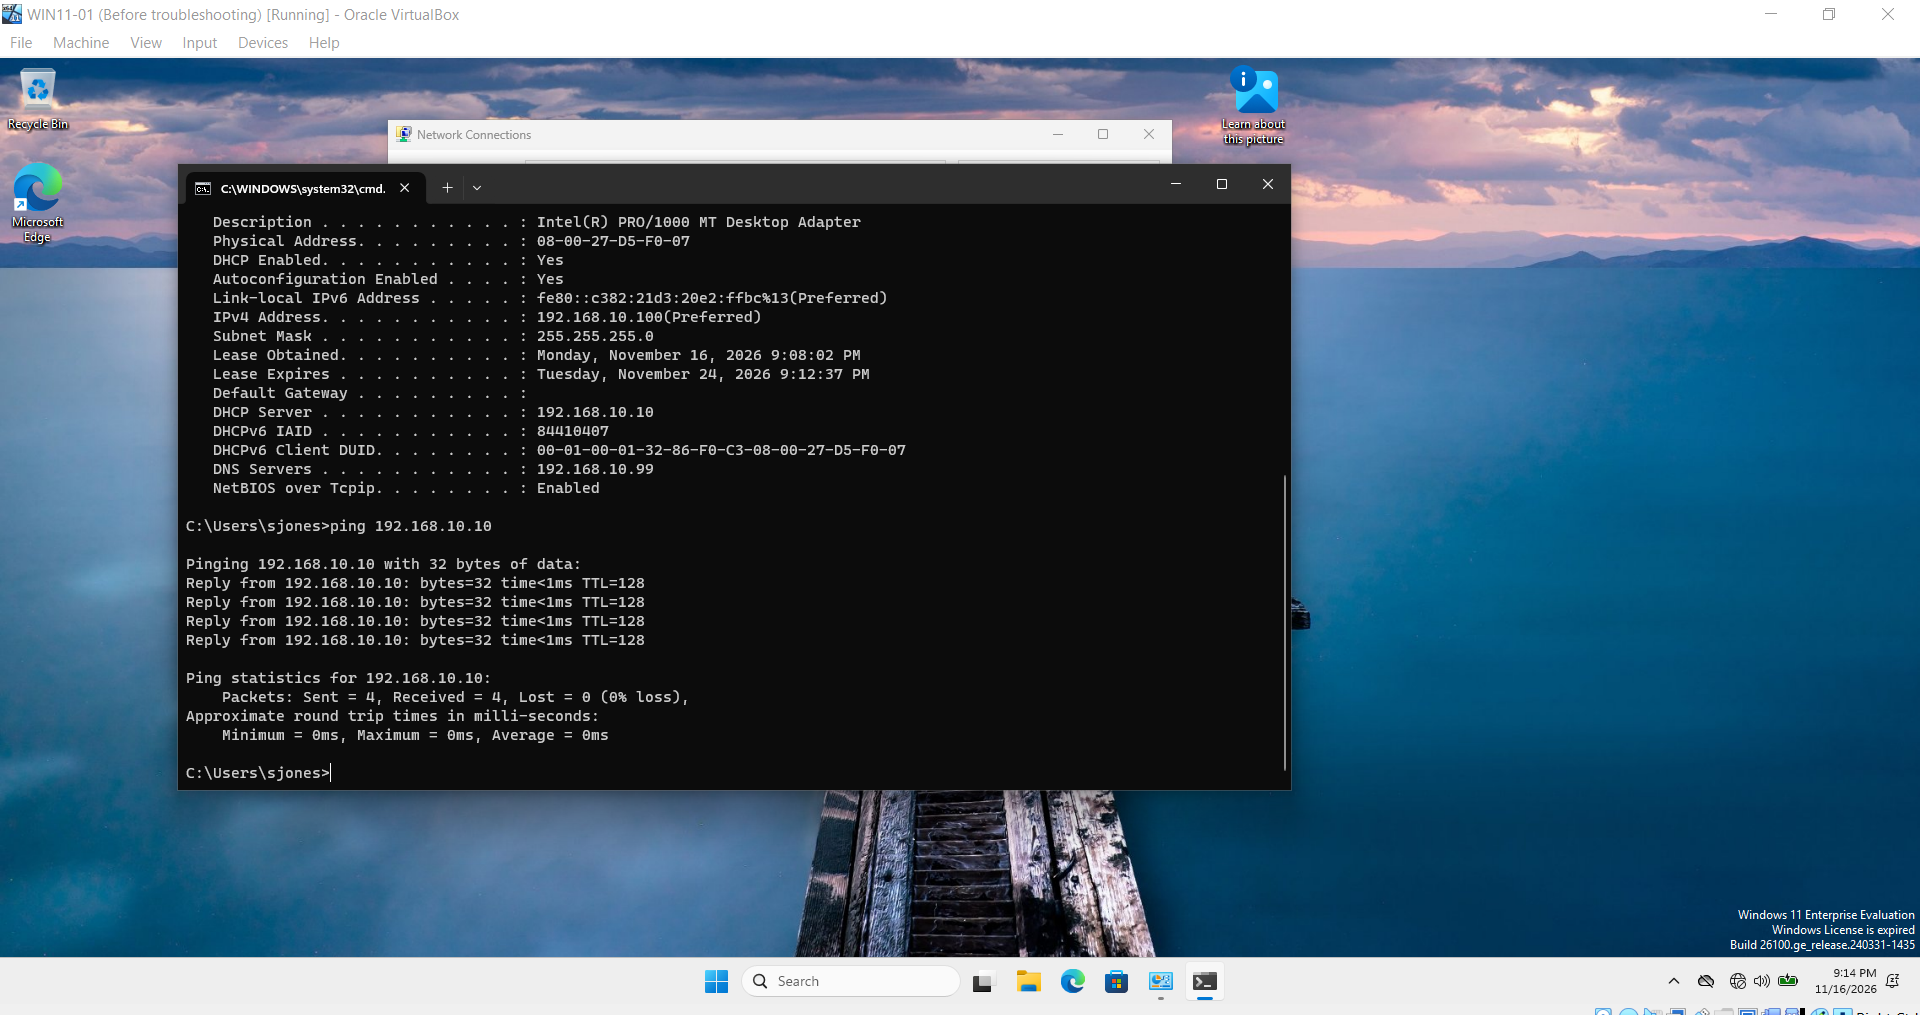 WIN11-01 (Before troubleshooting) [Running] - Oracle VirtualBox
File Machine View Input Devices Help
Recycle Bin
Microsoft
Edge
Learn about
this picture
Network Connections
C:\WINDOWS\system32\cmd.
Description . . . . . . . . . . . : Intel(R) PRO/1000 MT Desktop Adapter
Physical Address. . . . . . . . . : 08-00-27-D5-F0-07
DHCP Enabled. . . . . . . . . . . : Yes
Autoconfiguration Enabled . . . . : Yes
Link-local IPv6 Address . . . . . : fe80::c382:21d3:20e2:ffbc%13(Preferred)
IPv4 Address. . . . . . . . . . . : 192.168.10.100(Preferred)
Subnet Mask . . . . . . . . . . . : 255.255.255.0
Lease Obtained. . . . . . . . . . : Monday, November 16, 2026 9:08:02 PM
Lease Expires . . . . . . . . . . : Tuesday, November 24, 2026 9:12:37 PM
Default Gateway . . . . . . . . . :
DHCP Server . . . . . . . . . . . : 192.168.10.10
DHCPv6 IAID . . . . . . . . . . . : 84410407
DHCPv6 Client DUID. . . . . . . . : 00-01-00-01-32-86-F0-C3-08-00-27-D5-F0-07
DNS Servers . . . . . . . . . . . : 192.168.10.99
NetBIOS over Tcpip. . . . . . . . : Enabled
C:\Users\sjones>ping 192.168.10.10
Pinging 192.168.10.10 with 32 bytes of data:
Reply from 192.168.10.10: bytes=32 time<1ms TTL=128
Reply from 192.168.10.10: bytes=32 time<1ms TTL=128
Reply from 192.168.10.10: bytes=32 time<1ms TTL=128
Reply from 192.168.10.10: bytes=32 time<1ms TTL=128
Ping statistics for 192.168.10.10:
Packets: Sent = 4, Received = 4, Lost = 0 (0% loss),
Approximate round trip times in milli-seconds:
Minimum = 0ms, Maximum = 0ms, Average = 0ms
C:\Users\sjones>
Windows 11 Enterprise Evaluation
Windows License is expired
Build 26100.ge_release.240331-1435
Search
9:14 PM
11/16/2026